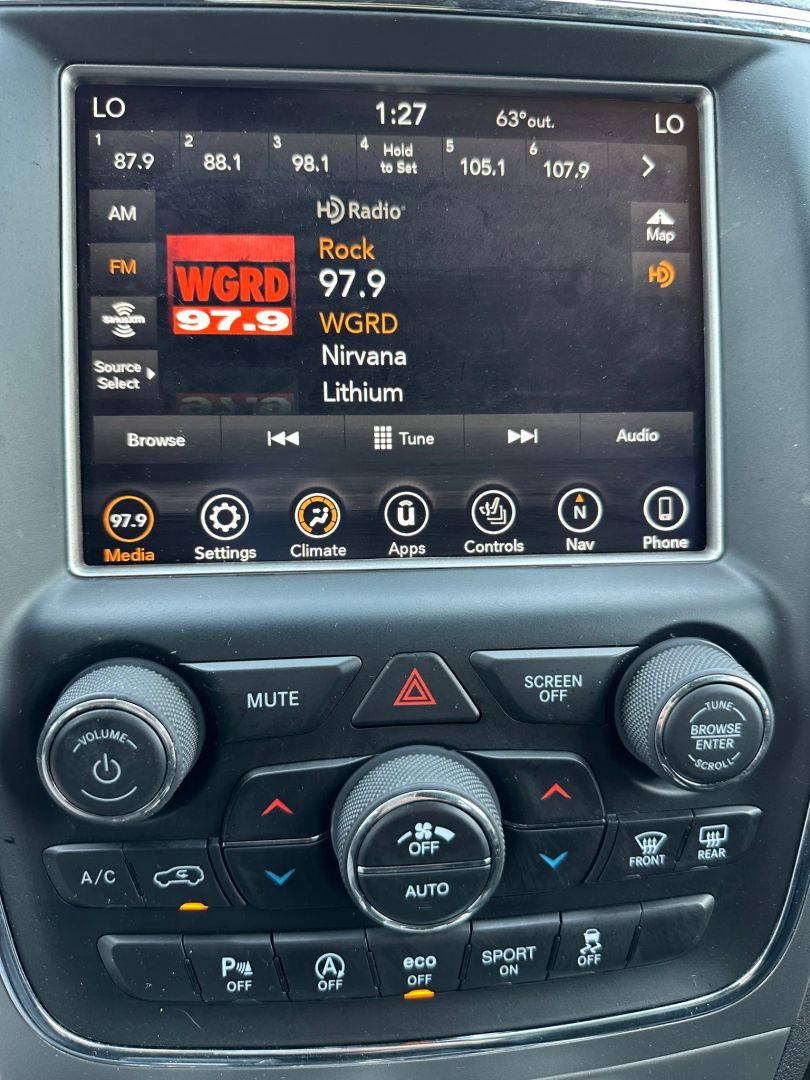 LO 1:27 63°out. LO
1 87.9 2 88.1 3 98.1 4 Hold to Set 5 105.1 6 107.9
AM
FM
SiriusXM
Source
Select
HD Radio
Rock
97.9
WGRD
Nirvana
Lithium
WGRD
97.9
Map
HD
Browse Tune Audio
97.9 û N
Media Settings Climate Apps Controls Nav Phone
MUTE
SCREEN
OFF
VOLUME
TUNE
BROWSE
ENTER
SCROLL
OFF
AUTO
A/C
FRONT
REAR
P OFF
A OFF
eco OFF
SPORT ON
OFF